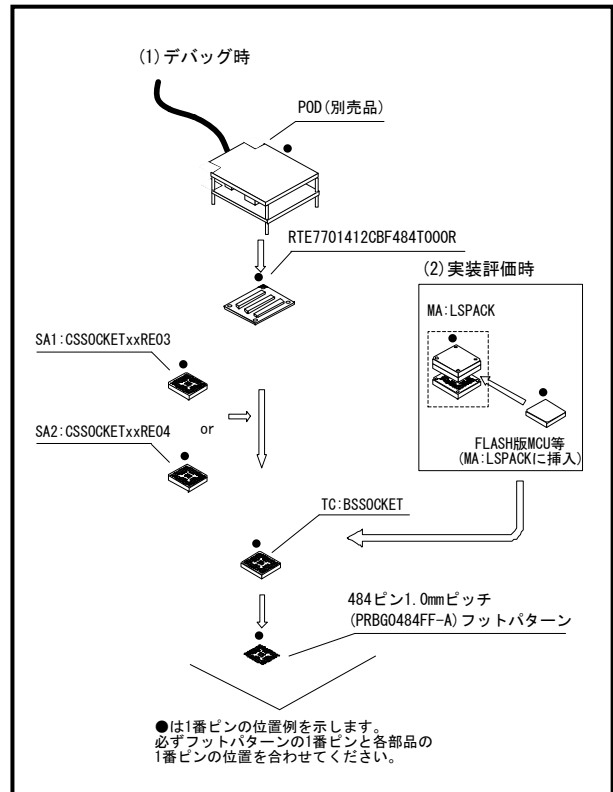 (1)デバッグ時
POD(別売品)
RTE7701412CBF484T000R
(2)実装評価時
MA:LSPACK
FLASH版MCU等
(MA:LSPACKに挿入)
SA1:CSSOCKETxxRE03
or
SA2:CSSOCKETxxRE04
TC:BSSOCKET
484ピン1.0mmピッチ
(PRBG0484FF-A)フットパターン
●は1番ピンの位置例を示します。
必ずフットパターンの1番ピンと各部品の
1番ピンの位置を合わせてください。